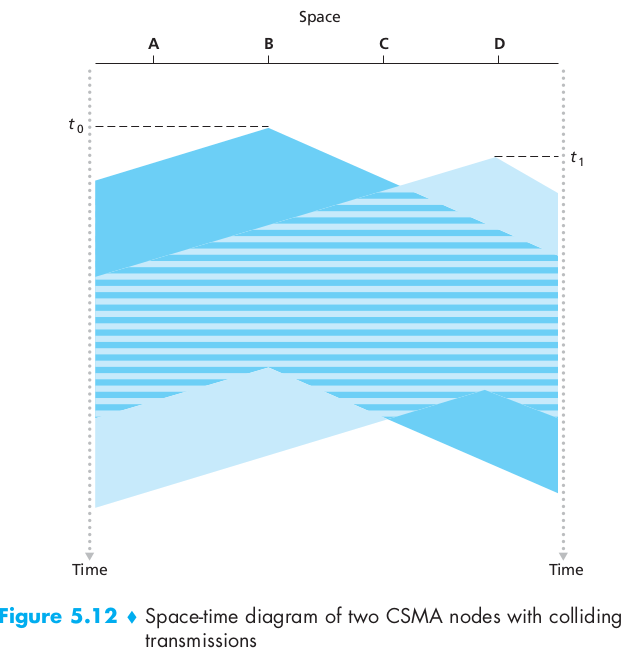 Space
A B C D
t0
t1
Time Time
Figure 5.12 ♦ Space-time diagram of two CSMA nodes with colliding
transmissions